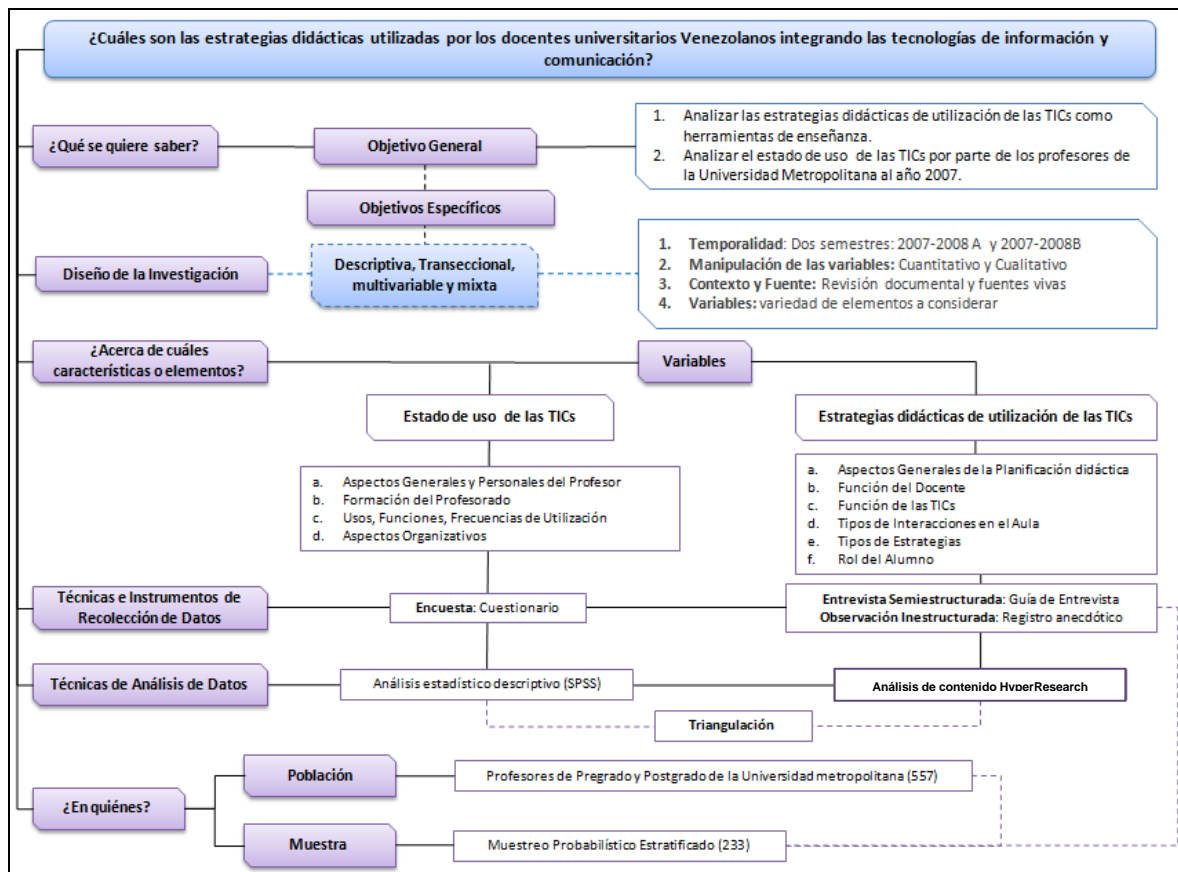 ¿Cuáles son las estrategias didácticas utilizadas por los docentes universitarios Venezolanos integrando las tecnologías de información y
comunicación?
¿Qué se quiere saber?
Objetivo General
1. Analizar las estrategias didácticas de utilización de las TICs como
herramientas de enseñanza.
2. Analizar el estado de uso de las TICs por parte de los profesores de
la Universidad Metropolitana al año 2007.
Objetivos Específicos
Diseño de la Investigación
Descriptiva, Transeccional,
multivariable y mixta
1. Temporalidad: Dos semestres: 2007-2008 A y 2007-2008B
2. Manipulación de las variables: Cuantitativo y Cualitativo
3. Contexto y Fuente: Revisión documental y fuentes vivas
4. Variables: variedad de elementos a considerar
¿Acerca de cuáles
características o elementos?
Variables
Estado de uso de las TICs
Estrategias didácticas de utilización de las TICs
a. Aspectos Generales y Personales del Profesor
b. Formación del Profesorado
c. Usos, Funciones, Frecuencias de Utilización
d. Aspectos Organizativos
a. Aspectos Generales de la Planificación didáctica
b. Función del Docente
c. Función de las TICs
d. Tipos de Interacciones en el Aula
e. Tipos de Estrategias
f. Rol del Alumno
Técnicas e Instrumentos de
Recolección de Datos
Encuesta: Cuestionario
Entrevista Semiestructurada: Guía de Entrevista
Observación Inestructurada: Registro anecdótico
Técnicas de Análisis de Datos
Análisis estadístico descriptivo (SPSS)
Análisis de contenido HyperResearch
Triangulación
¿En quiénes?
Población
Profesores de Pregrado y Postgrado de la Universidad metropolitana (557)
Muestra
Muestreo Probabilístico Estratificado (233)